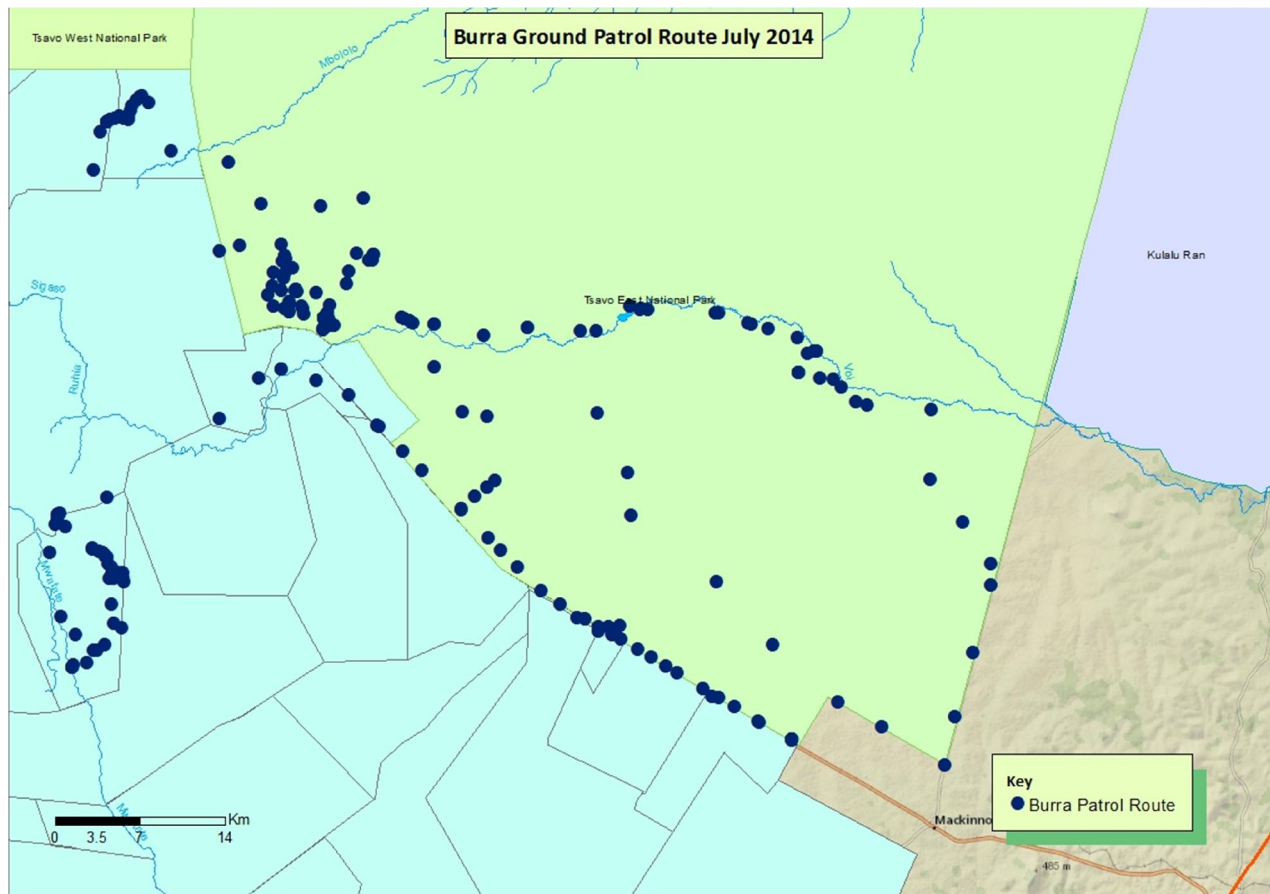 Tsavo West National Park
Burra Ground Patrol Route July 2014
Mbololo
Kulalu Ran
Sigaso
Tsavo East National Park
Ruhia
Voi
Mwatate
Key
Burra Patrol Route
Km
0 3.5 7 14
Mackinno
485 m